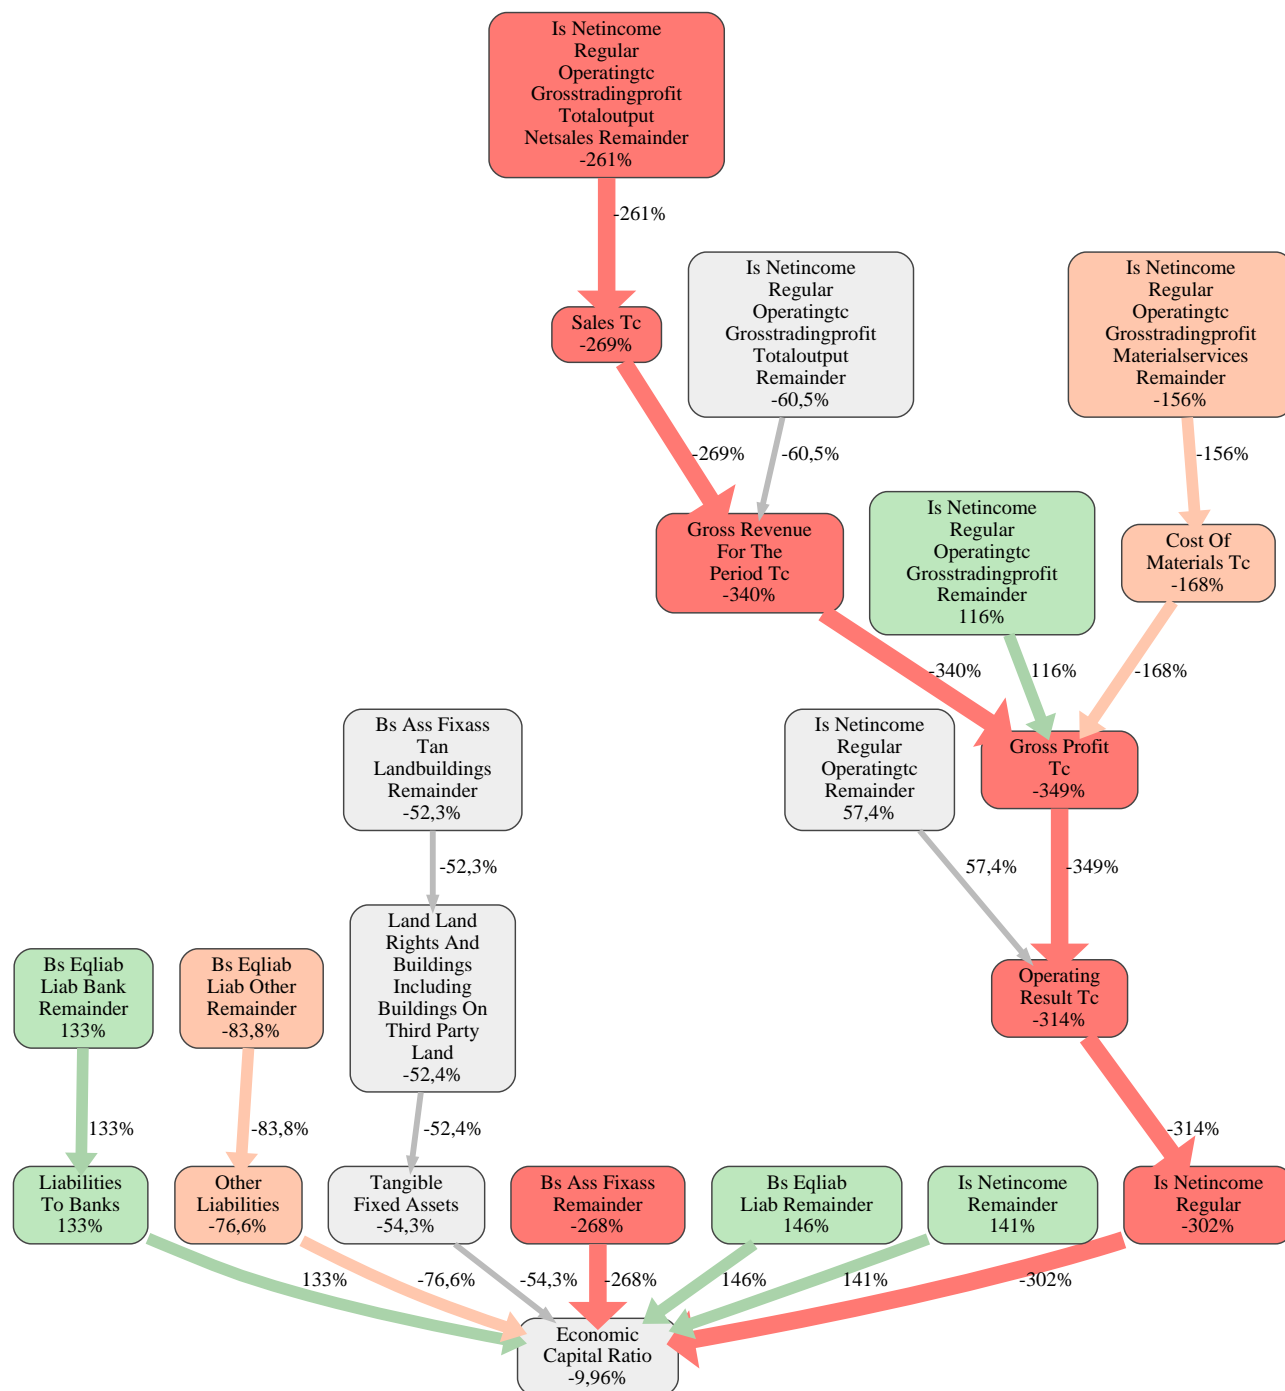 Is Netincome
Regular
Operatingtc
Grosstradingprofit
Totaloutput
Netsales Remainder
-261%
-261%
Sales Tc
-269%
Is Netincome
Regular
Operatingtc
Grosstradingprofit
Totaloutput
Remainder
-60,5%
Is Netincome
Regular
Operatingtc
Grosstradingprofit
Materialservices
Remainder
-156%
-269%
-60,5%
-156%
Gross Revenue
For The
Period Tc
-340%
Is Netincome
Regular
Operatingtc
Grosstradingprofit
Remainder
116%
Cost Of
Materials Tc
-168%
-340%
116%
-168%
Bs Ass Fixass
Tan
Landbuildings
Remainder
-52,3%
Is Netincome
Regular
Operatingtc
Remainder
57,4%
Gross Profit
Tc
-349%
-52,3%
57,4%
-349%
Bs Eqliab
Liab Bank
Remainder
133%
Bs Eqliab
Liab Other
Remainder
-83,8%
Land Land
Rights And
Buildings
Including
Buildings On
Third Party
Land
-52,4%
Operating
Result Tc
-314%
133%
-83,8%
-52,4%
-314%
Liabilities
To Banks
133%
Other
Liabilities
-76,6%
Tangible
Fixed Assets
-54,3%
Bs Ass Fixass
Remainder
-268%
Bs Eqliab
Liab Remainder
146%
Is Netincome
Remainder
141%
Is Netincome
Regular
-302%
133%
-76,6%
-54,3%
-268%
146%
141%
-302%
Economic
Capital Ratio
-9,96%